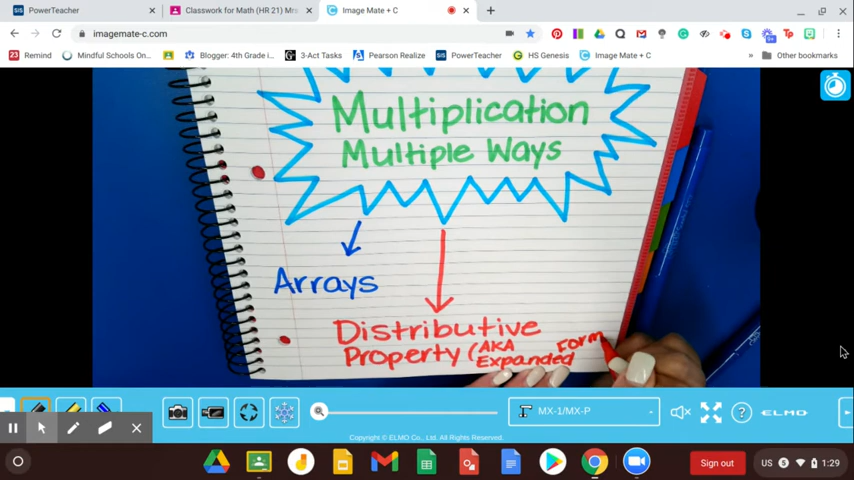 PowerTeacher
Classwork for Math (HR 21) Mrs
Image Mate + C
imagemate-c.com
Remind
Mindful Schools On...
Blogger: 4th Grade i...
3-Act Tasks
Pearson Realize
PowerTeacher
HS Genesis
Image Mate + C
Other bookmarks
Multiplication
Multiple Ways
Arrays
Distributive
Property (AKA
Expanded Form
MX-1/MX-P
ELMO
Copyright © ELMO Co., Ltd. All Rights Reserved.
Sign out
US
1:29